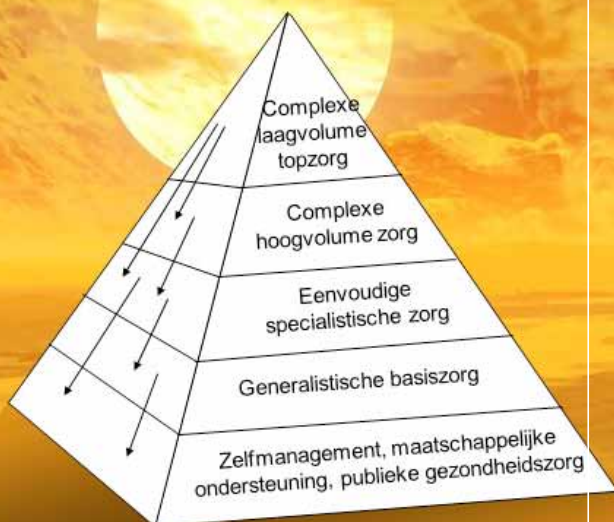 Complexe
laagvolume
topzorg
Complexe
hoogvolume zorg
Eenvoudige
specialistische zorg
Generalistische basiszorg
Zelfmanagement, maatschappelijke
ondersteuning, publieke gezondheidszorg